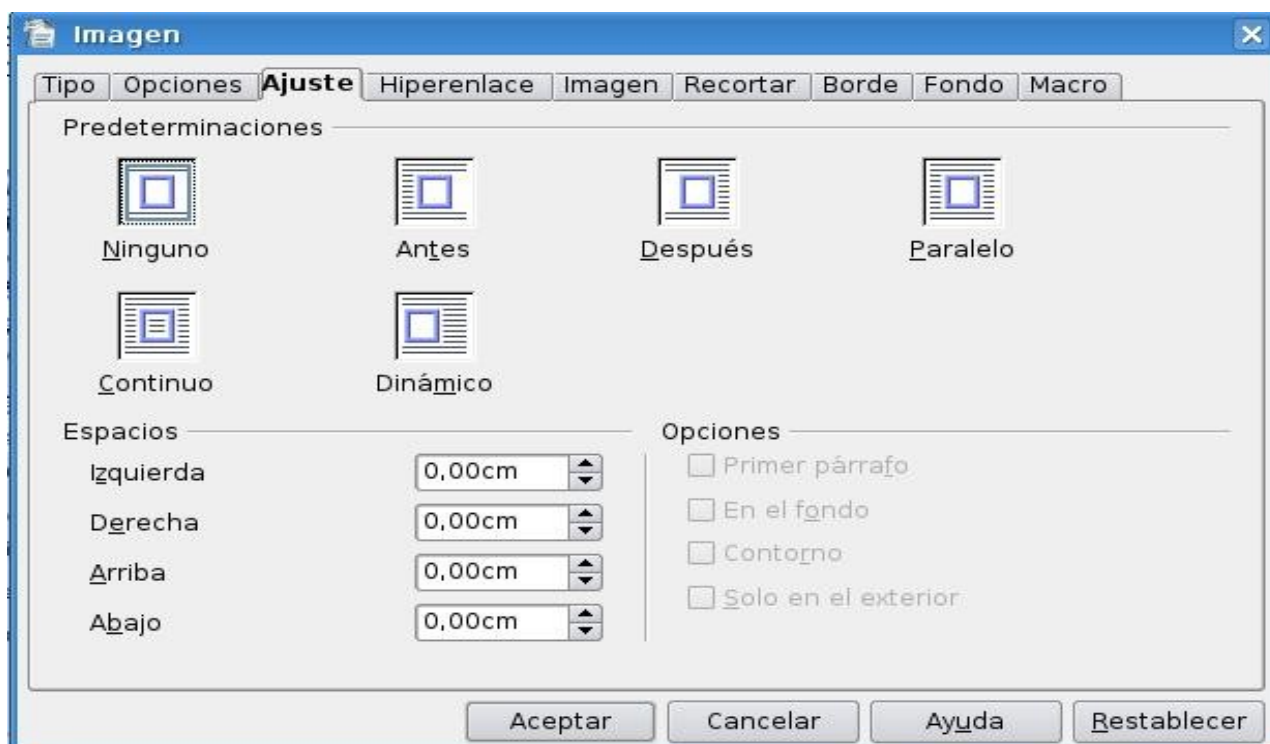 Imagen
Tipo Opciones Ajuste Hiperenlace Imagen Recortar Borde Fondo Macro
Predeterminaciones
Ninguno Antes Después Paralelo
Continuo Dinámico
Espacios Opciones
Izquierda 0,00cm Primer párrafo
Derecha 0,00cm En el fondo
Arriba 0,00cm Contorno
Abajo 0,00cm Solo en el exterior
Aceptar Cancelar Ayuda Restablecer